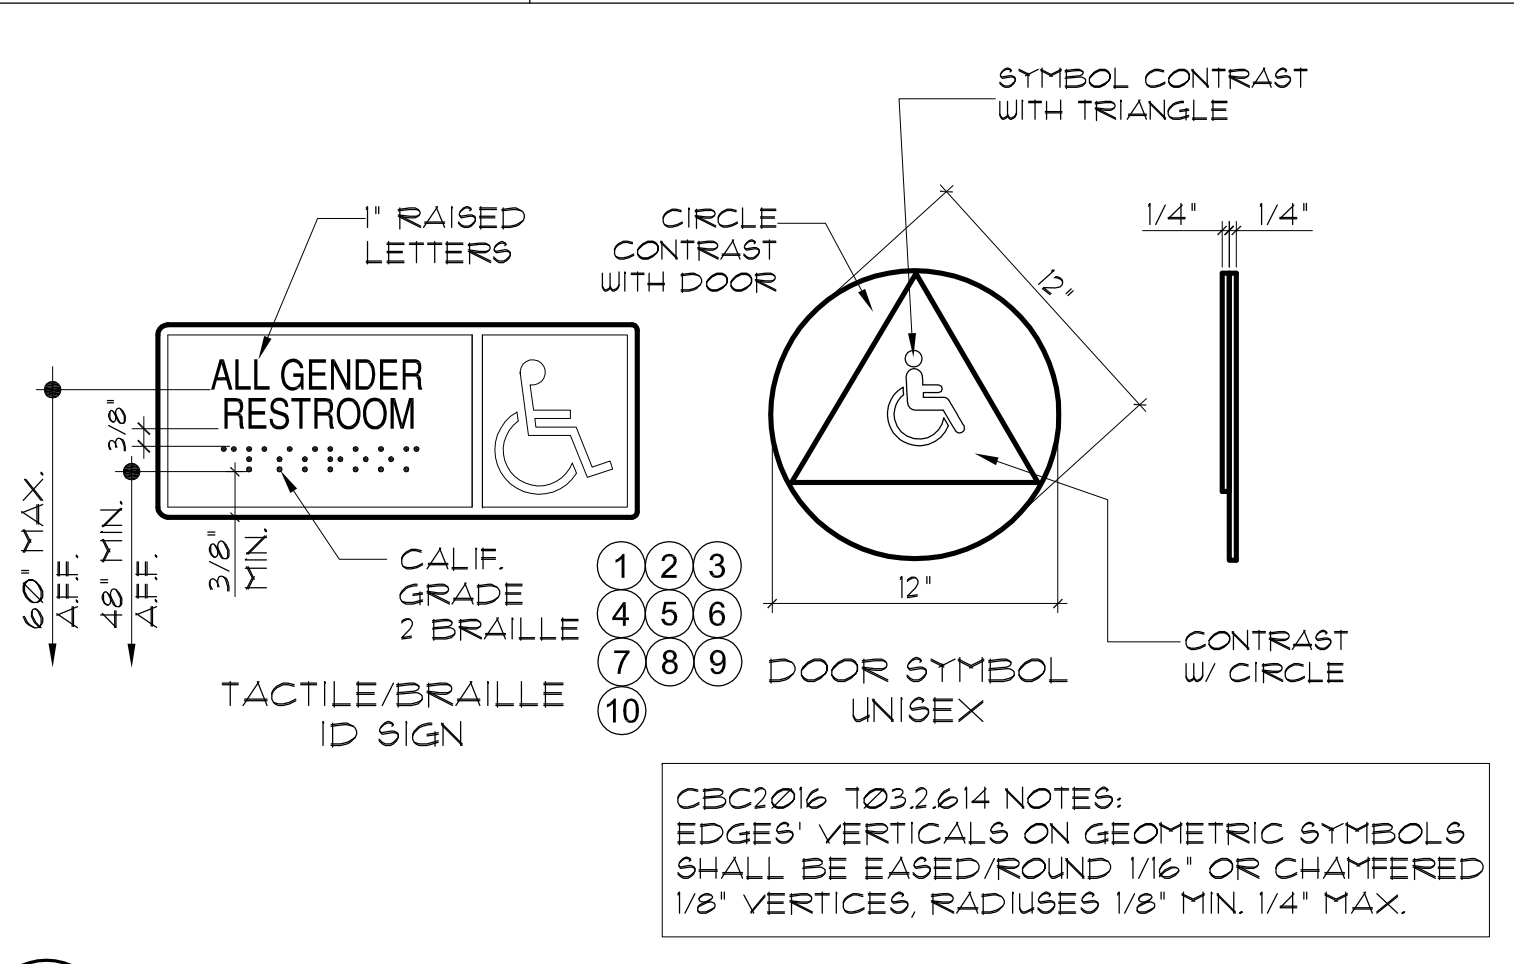 SYMBOL CONTRAST
WITH TRIANGLE
1" RAISED
LETTERS
CIRCLE
CONTRAST
WITH DOOR
1/4" 1/4"
12"
ALL GENDER
RESTROOM
3/8"
60" MAX.
A.F.F.
48" MIN.
A.F.F.
3/8"
MIN.
CALIF.
GRADE
2 BRAILLE
1 2 3
4 5 6
7 8 9
10
12"
CONTRAST
W/ CIRCLE
TACTILE/BRAILLE
ID SIGN
DOOR SYMBOL
UNISEX
CBC2016 703.2.614 NOTES:
EDGES' VERTICALS ON GEOMETRIC SYMBOLS
SHALL BE EASED/ROUND 1/16" OR CHAMFERED
1/8" VERTICES, RADIUSES 1/8" MIN. 1/4" MAX.